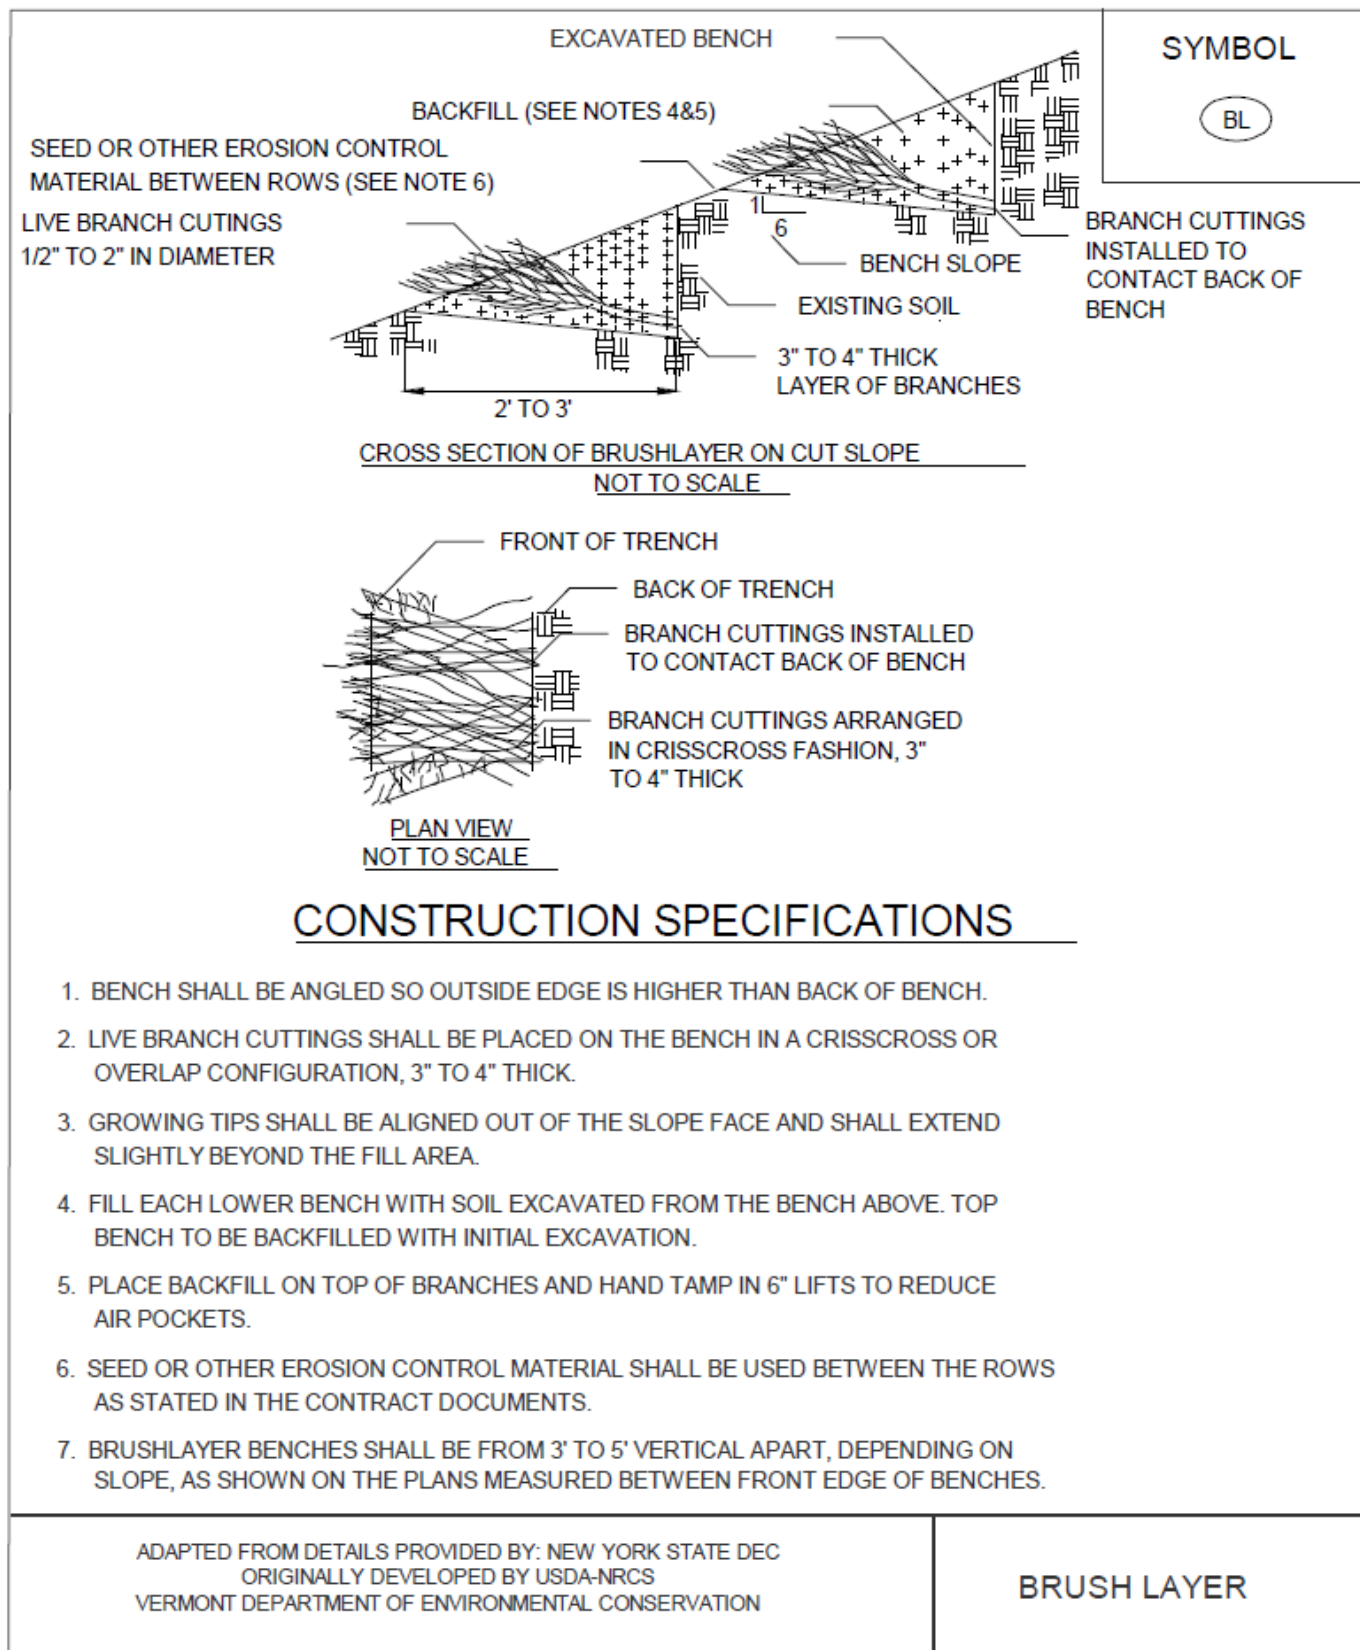 EXCAVATED BENCH
SYMBOL
BL
BACKFILL (SEE NOTES 4&5)
SEED OR OTHER EROSION CONTROL
MATERIAL BETWEEN ROWS (SEE NOTE 6)
LIVE BRANCH CUTINGS
1/2" TO 2" IN DIAMETER
1
6
BENCH SLOPE
EXISTING SOIL
BRANCH CUTTINGS
INSTALLED TO
CONTACT BACK OF
BENCH
3" TO 4" THICK
LAYER OF BRANCHES
2' TO 3'
CROSS SECTION OF BRUSHLAYER ON CUT SLOPE
NOT TO SCALE
FRONT OF TRENCH
BACK OF TRENCH
BRANCH CUTTINGS INSTALLED
TO CONTACT BACK OF BENCH
BRANCH CUTTINGS ARRANGED
IN CRISSCROSS FASHION, 3"
TO 4" THICK
PLAN VIEW
NOT TO SCALE
CONSTRUCTION SPECIFICATIONS
1. BENCH SHALL BE ANGLED SO OUTSIDE EDGE IS HIGHER THAN BACK OF BENCH.
2. LIVE BRANCH CUTTINGS SHALL BE PLACED ON THE BENCH IN A CRISSCROSS OR
OVERLAP CONFIGURATION, 3" TO 4" THICK.
3. GROWING TIPS SHALL BE ALIGNED OUT OF THE SLOPE FACE AND SHALL EXTEND
SLIGHTLY BEYOND THE FILL AREA.
4. FILL EACH LOWER BENCH WITH SOIL EXCAVATED FROM THE BENCH ABOVE. TOP
BENCH TO BE BACKFILLED WITH INITIAL EXCAVATION.
5. PLACE BACKFILL ON TOP OF BRANCHES AND HAND TAMP IN 6" LIFTS TO REDUCE
AIR POCKETS.
6. SEED OR OTHER EROSION CONTROL MATERIAL SHALL BE USED BETWEEN THE ROWS
AS STATED IN THE CONTRACT DOCUMENTS.
7. BRUSHLAYER BENCHES SHALL BE FROM 3' TO 5' VERTICAL APART, DEPENDING ON
SLOPE, AS SHOWN ON THE PLANS MEASURED BETWEEN FRONT EDGE OF BENCHES.
ADAPTED FROM DETAILS PROVIDED BY: NEW YORK STATE DEC
ORIGINALLY DEVELOPED BY USDA-NRCS
VERMONT DEPARTMENT OF ENVIRONMENTAL CONSERVATION
BRUSH LAYER